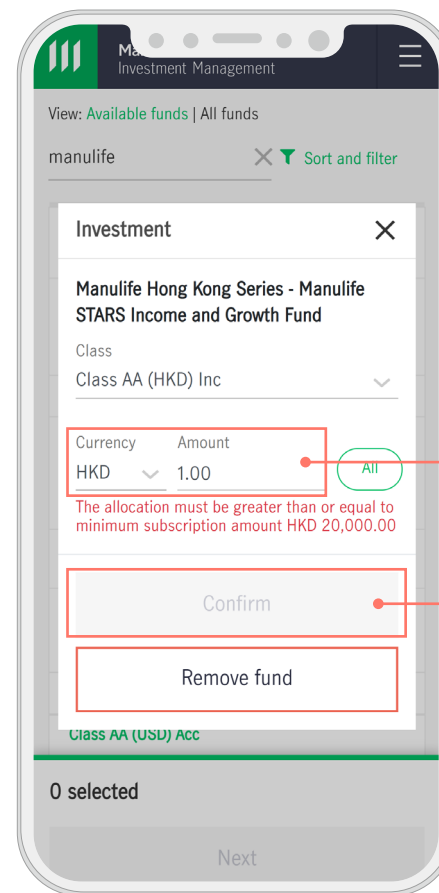 Investment Management
View: Available funds | All funds
manulife
Sort and filter
Investment
Manulife Hong Kong Series - Manulife
STARS Income and Growth Fund
Class
Class AA (HKD) Inc
Currency Amount
HKD 1.00 All
The allocation must be greater than or equal to
minimum subscription amount HKD 20,000.00
Confirm
Remove fund
Class AA (USD) Acc
0 selected
Next